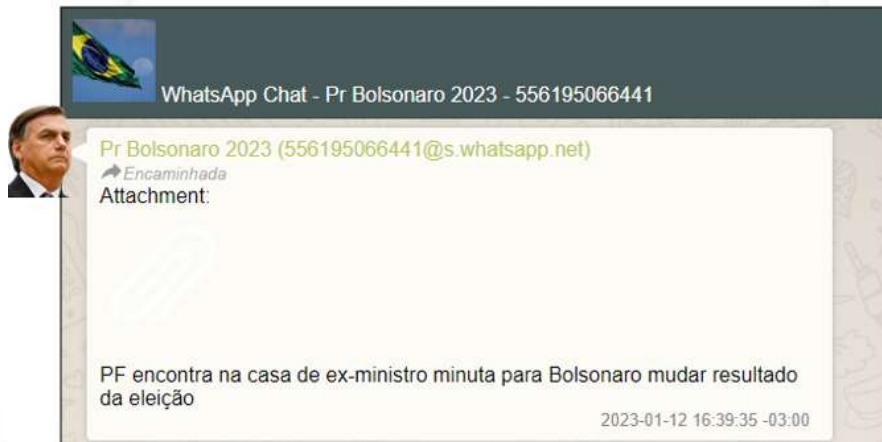 WhatsApp Chat - Pr Bolsonaro 2023 - 556195066441
Pr Bolsonaro 2023 (556195066441@s.whatsapp.net)
Encaminhada
Attachment:
PF encontra na casa de ex-ministro minuta para Bolsonaro mudar resultado
da eleição
2023-01-12 16:39:35 -03:00